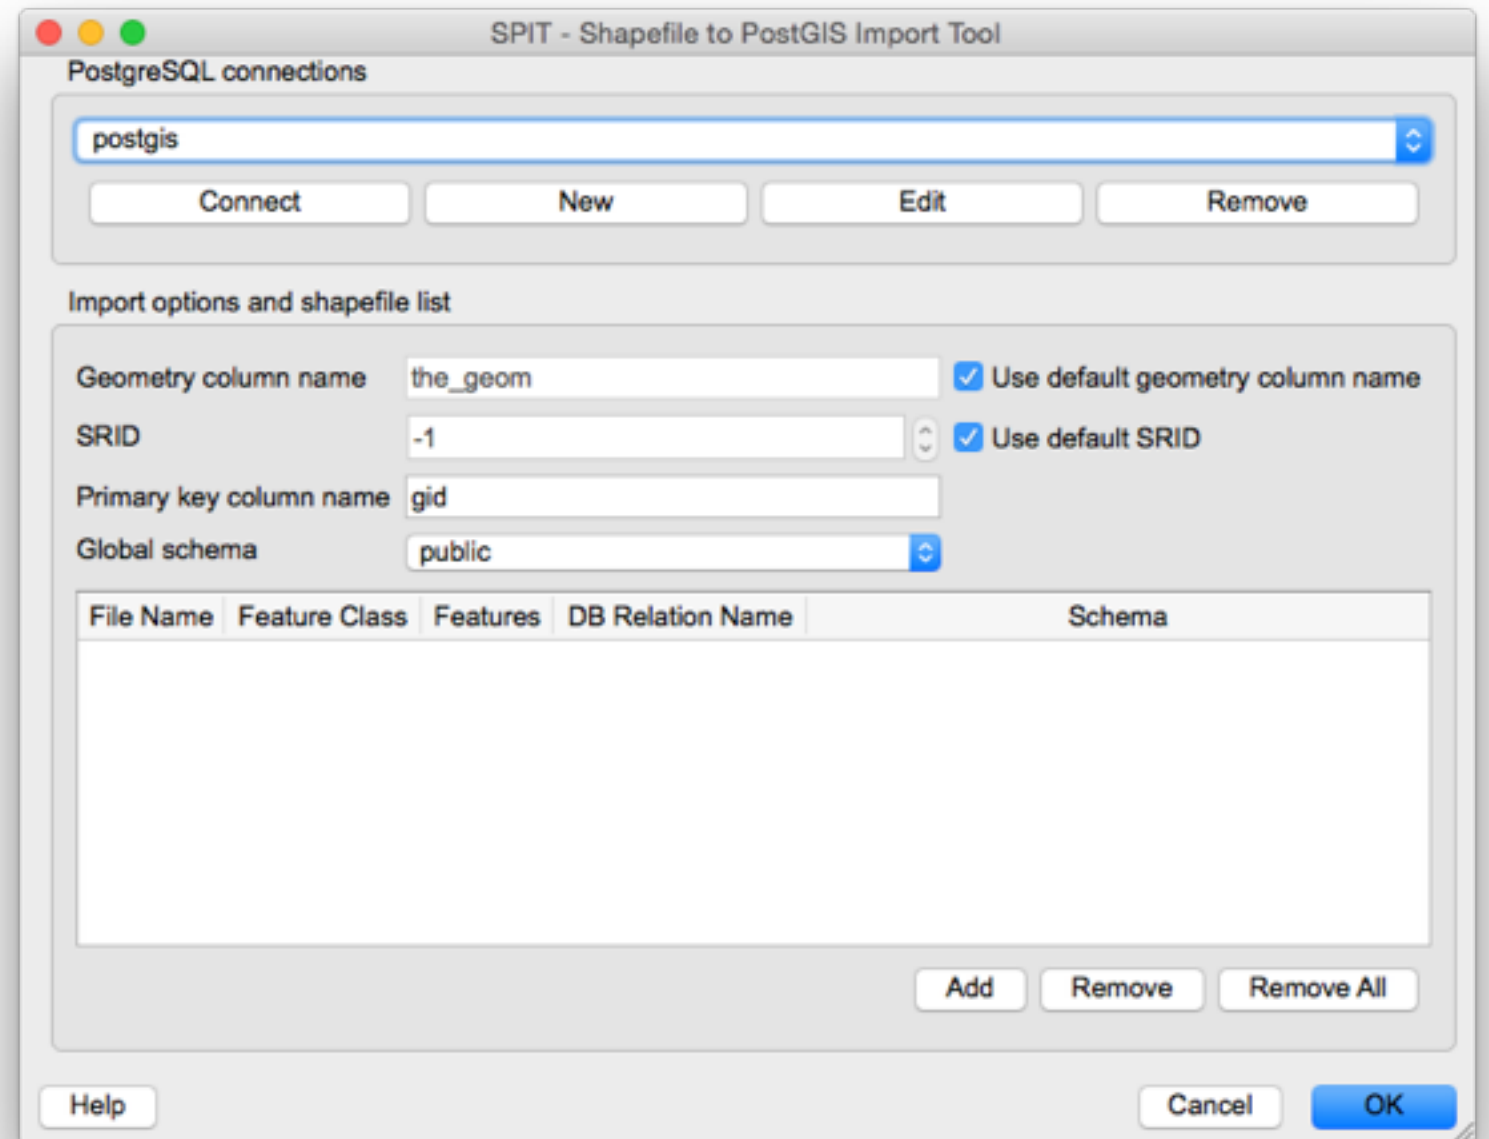 SPIT - Shapefile to PostGIS Import Tool
PostgreSQL connections
postgis
Connect New Edit Remove
Import options and shapefile list
Geometry column name the_geom Use default geometry column name
SRID -1 Use default SRID
Primary key column name gid
Global schema public
File Name Feature Class Features DB Relation Name Schema
Add Remove Remove All
Help Cancel OK